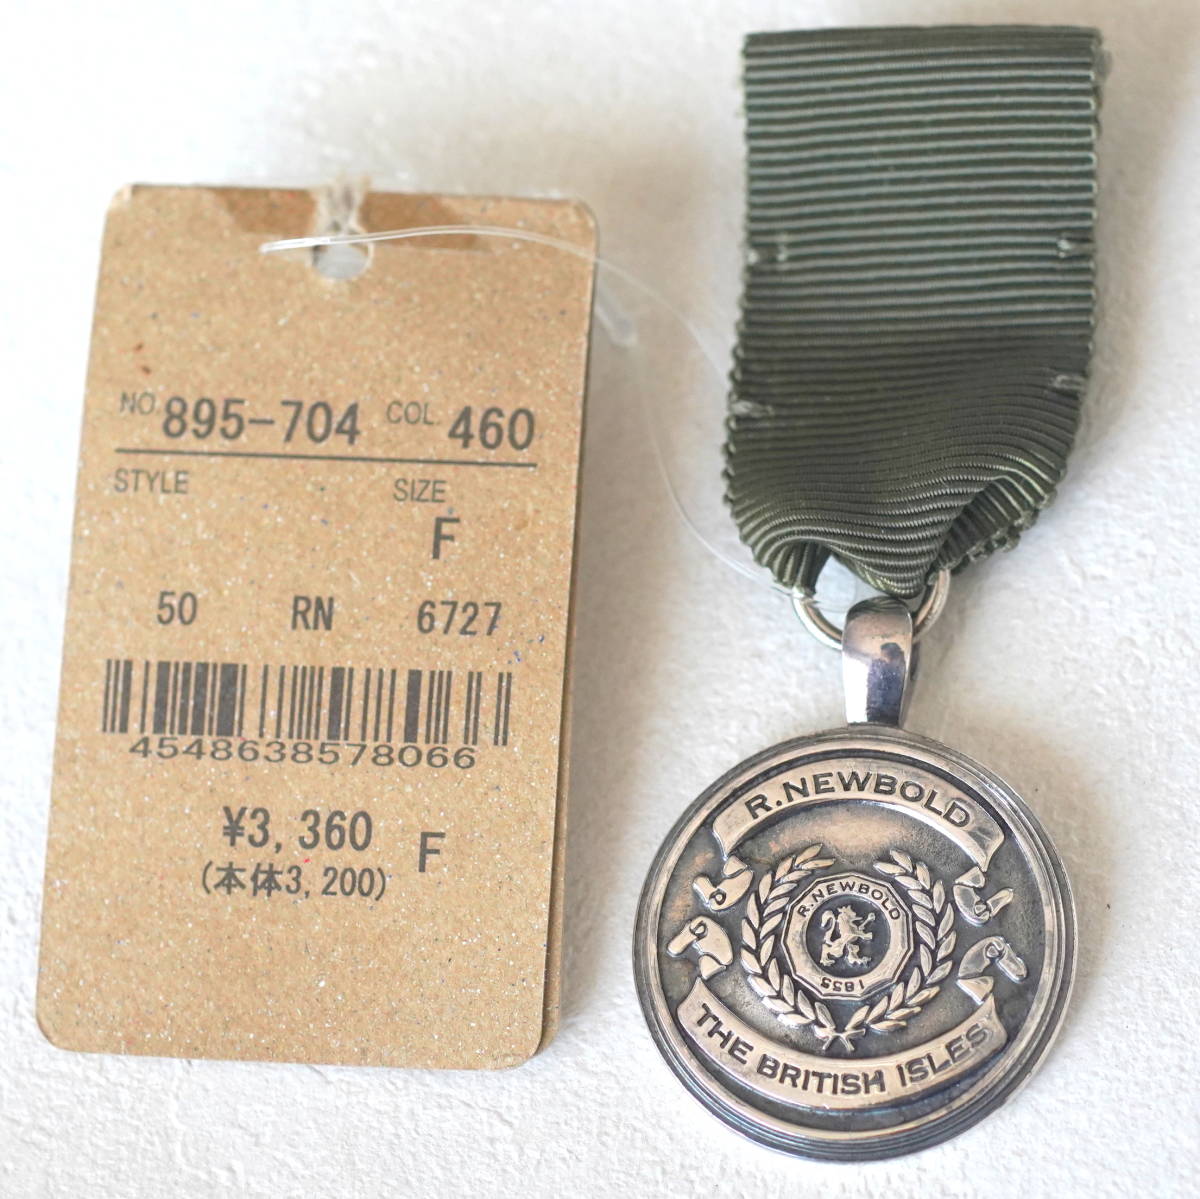 NO. 895-704 COL. 460
STYLE SIZE
F
50 RN 6727
4548638578066
¥3,360 F
(本体3,200)
R.NEWBOLD
R.NEWBOLD
1855
THE BRITISH ISLES